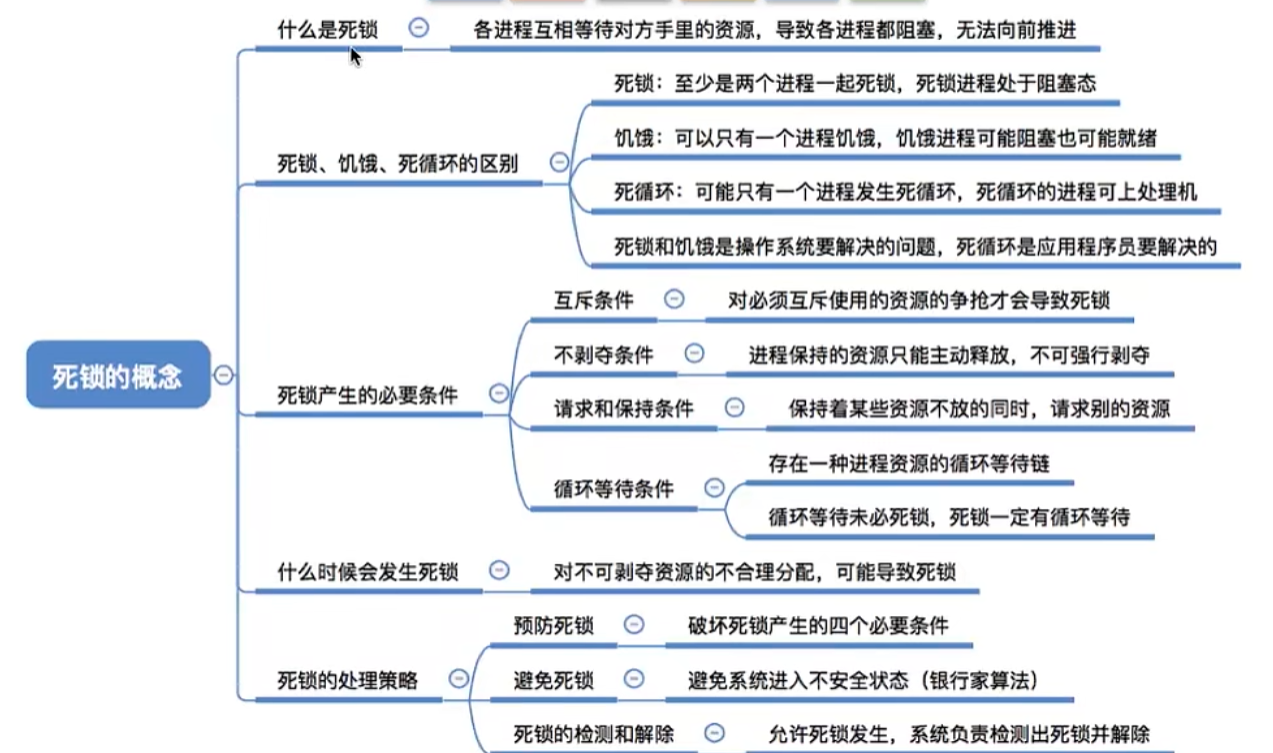 什么是死锁
各进程互相等待对方手里的资源，导致各进程都阻塞，无法向前推进
死锁：至少是两个进程一起死锁，死锁进程处于阻塞态
饥饿：可以只有一个进程饥饿，饥饿进程可能阻塞也可能就绪
死锁、饥饿、死循环的区别
死循环：可能只有一个进程发生死循环，死循环的进程可上处理机
死锁和饥饿是操作系统要解决的问题，死循环是应用程序员要解决的
互斥条件
对必须互斥使用的资源的争抢才会导致死锁
不剥夺条件
进程保持的资源只能主动释放，不可强行剥夺
死锁的概念
死锁产生的必要条件
请求和保持条件
保持着某些资源不放的同时，请求别的资源
循环等待条件
存在一种进程资源的循环等待链
循环等待未必死锁，死锁一定有循环等待
什么时候会发生死锁
对不可剥夺资源的不合理分配，可能导致死锁
预防死锁
破坏死锁产生的四个必要条件
死锁的处理策略
避免死锁
避免系统进入不安全状态（银行家算法）
死锁的检测和解除
允许死锁发生，系统负责检测出死锁并解除